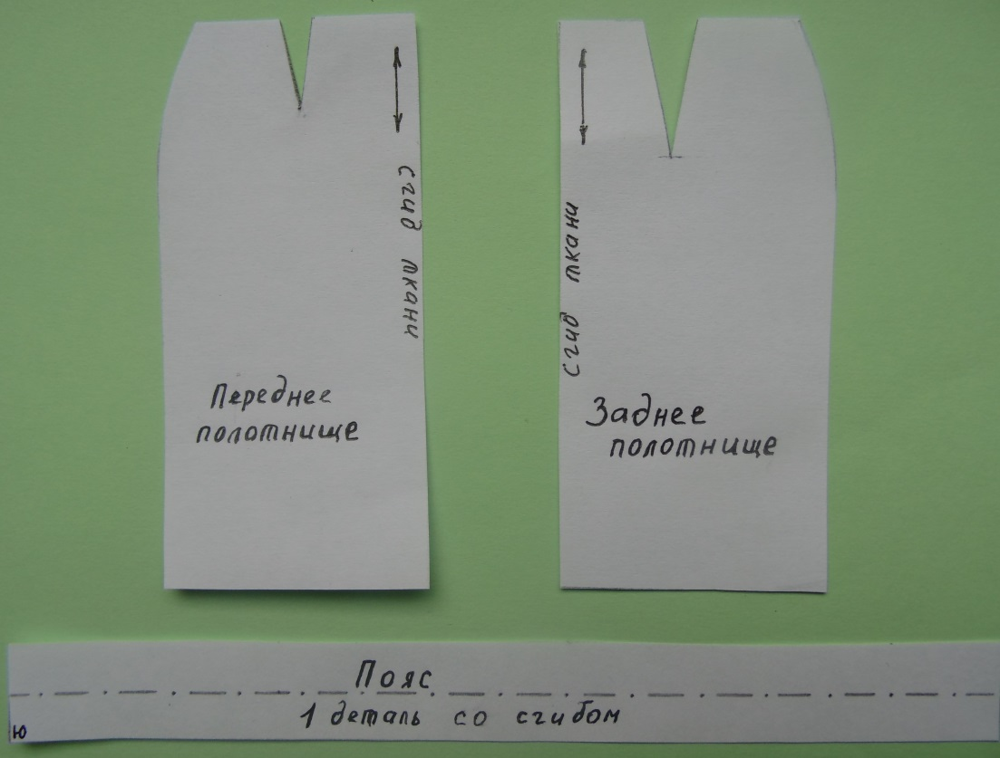 сгиб ткани
сгиб ткани
Переднее
полотнище
Заднее
полотнище
Пояс
1 деталь со сгибом
ю